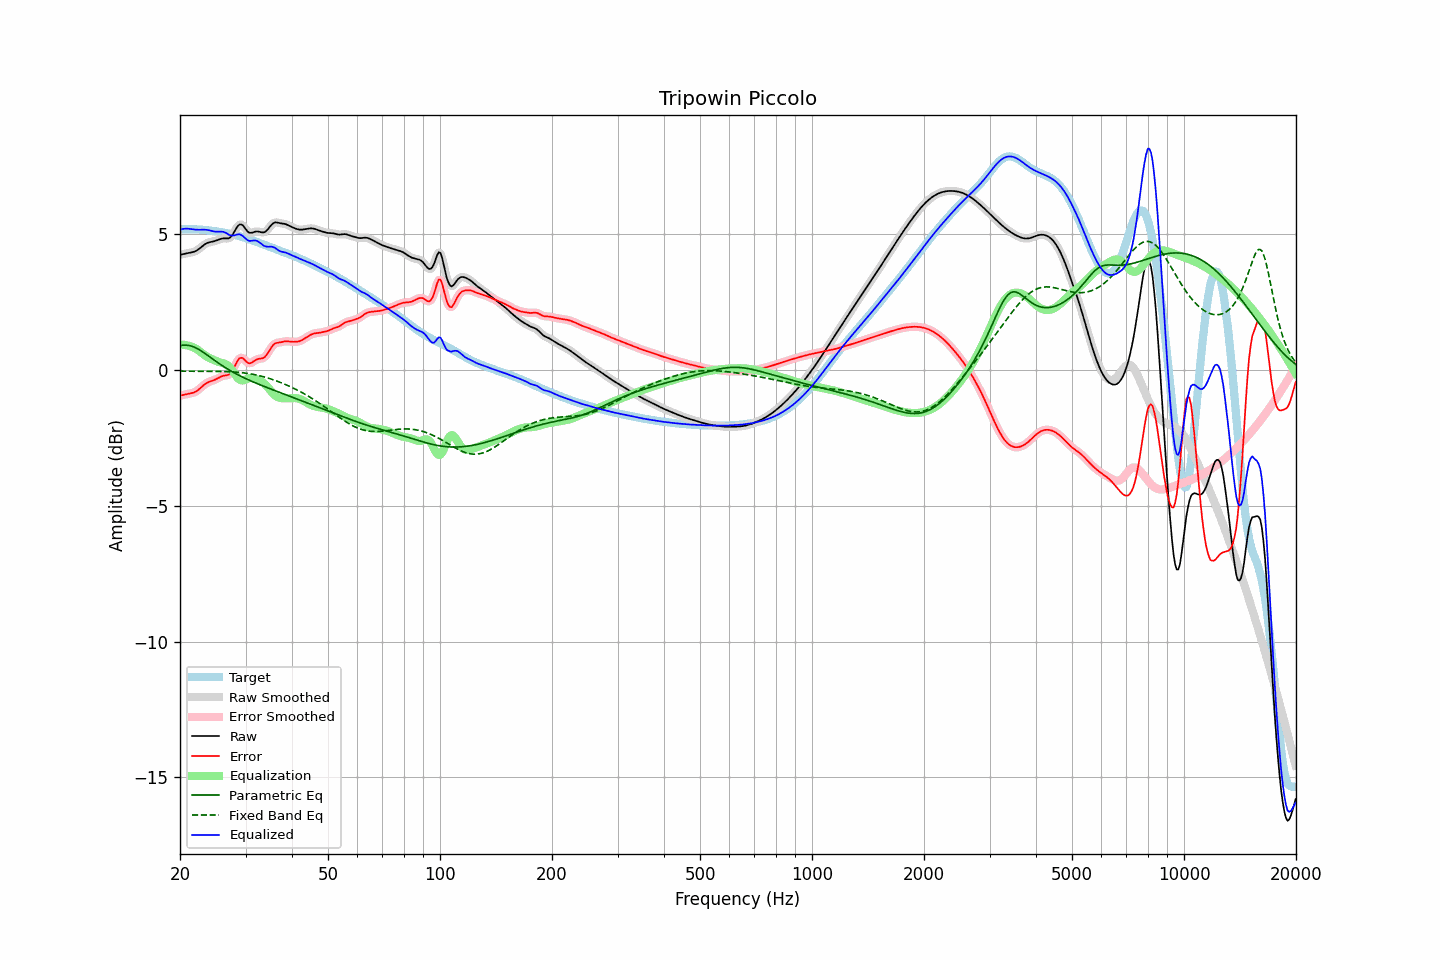 Tripowin Piccolo
Amplitude (dBr)
5
0
−5
−10
−15
Target
Raw Smoothed
Error Smoothed
Raw
Error
Equalization
Parametric Eq
Fixed Band Eq
Equalized
20 50 100 200 500 1000 2000 5000 10000 20000
Frequency (Hz)